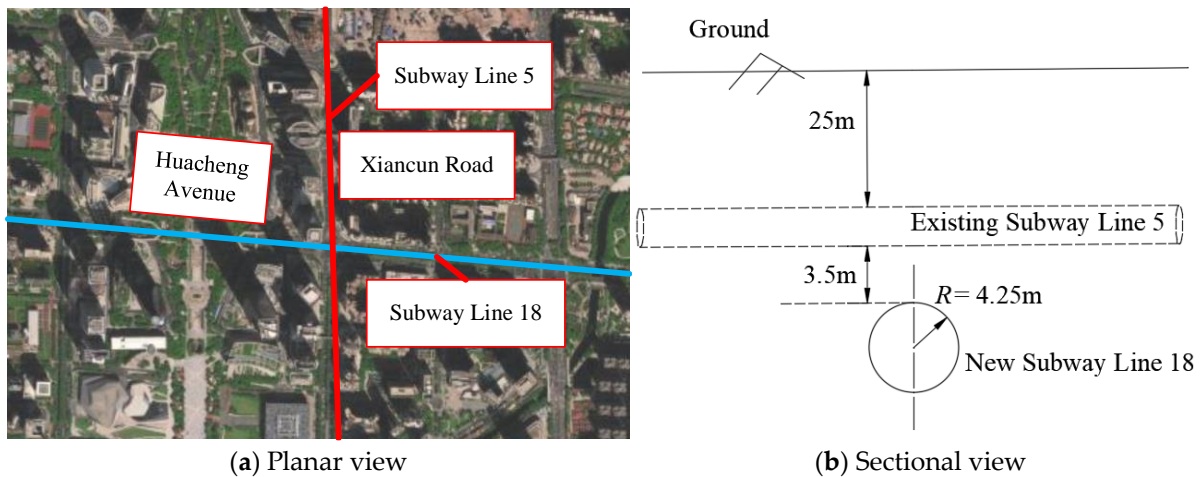 Subway Line 5
Huacheng
Avenue
Xiancun Road
Subway Line 18
(a) Planar view
Ground
25m
Existing Subway Line 5
3.5m
R= 4.25m
New Subway Line 18
(b) Sectional view